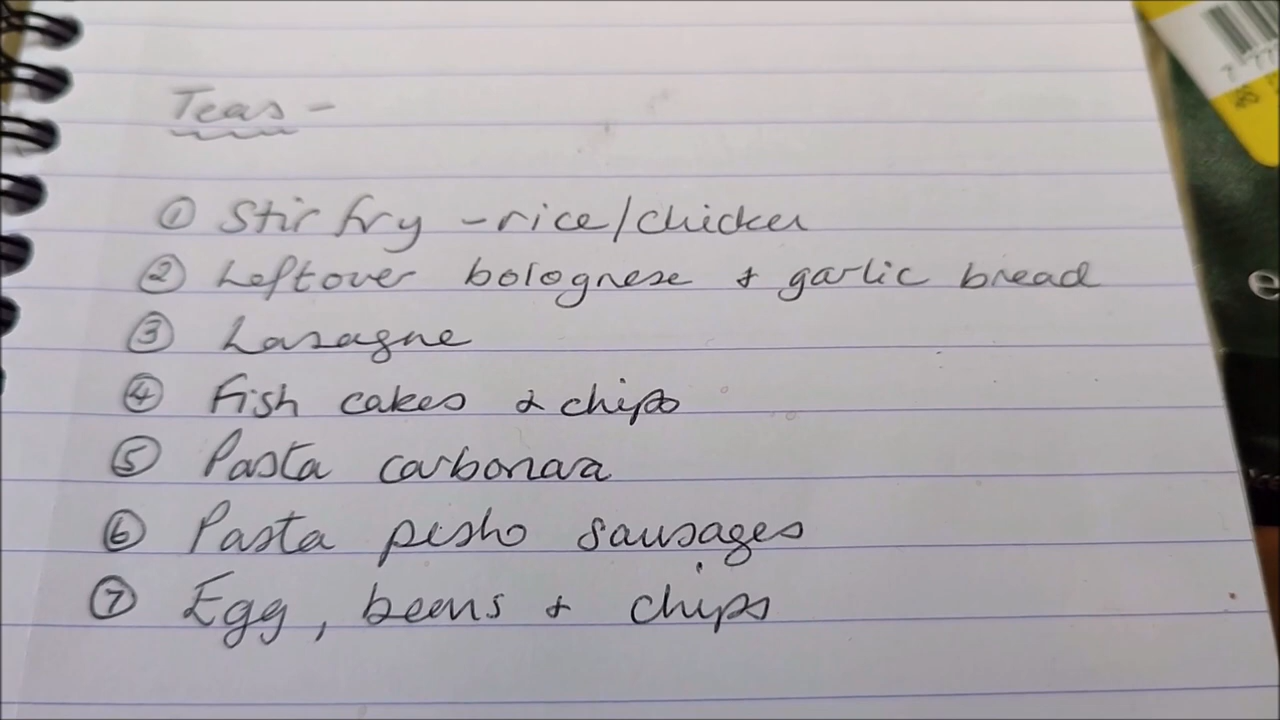 Teas -
① Stir fry - rice/chicken
② Leftover bolognese & garlic bread
③ Lasagne
④ Fish cakes & chips
⑤ Pasta carbonara
⑥ Pasta pesto sausages
⑦ Egg, beans & chips